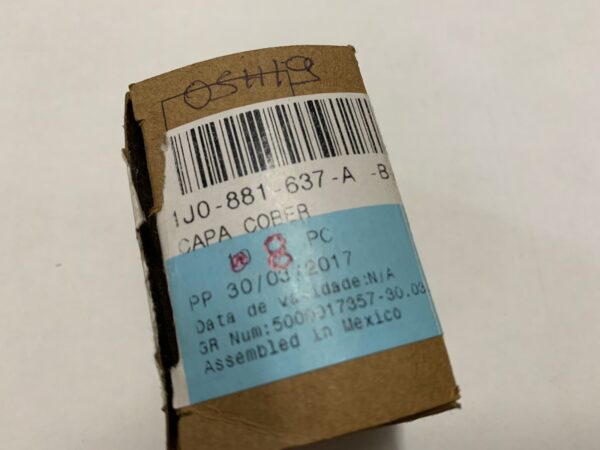 OSH19
1J0-881-637-A -B
CAPA COBER
8 PC
PP 30/03/2017
Data de validade:N/A
GR Num:5000917357-30.03
Assembled in Mexico